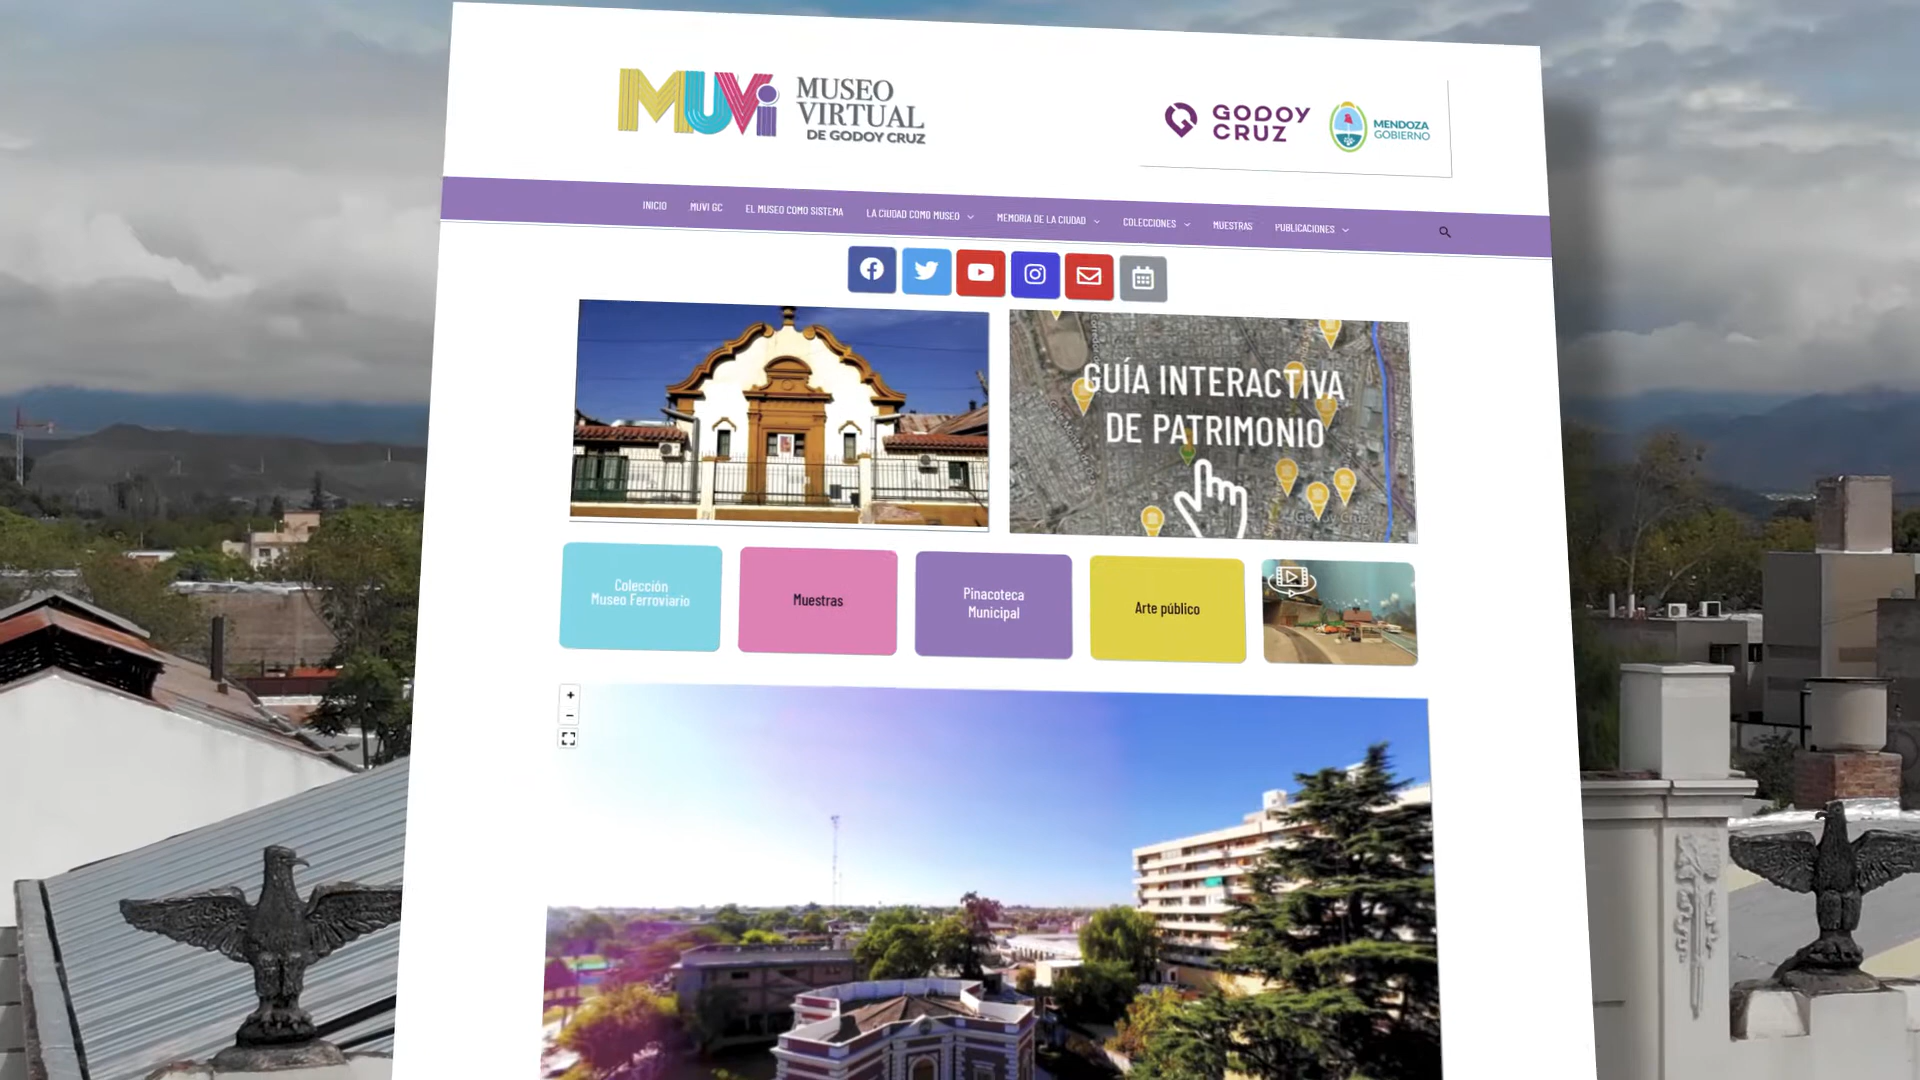 MUVi
MUSEO
VIRTUAL
DE GODOY CRUZ
GODOY
CRUZ
MENDOZA
GOBIERNO
INICIO
MUVI GC
EL MUSEO COMO SISTEMA
LA CIUDAD COMO MUSEO
MEMORIA DE LA CIUDAD
COLECCIONES
MUESTRAS
PUBLICACIONES
GUÍA INTERACTIVA
DE PATRIMONIO
Godoy Cruz
Colección
Museo Ferroviario
Muestras
Pinacoteca
Municipal
Arte público
+
−